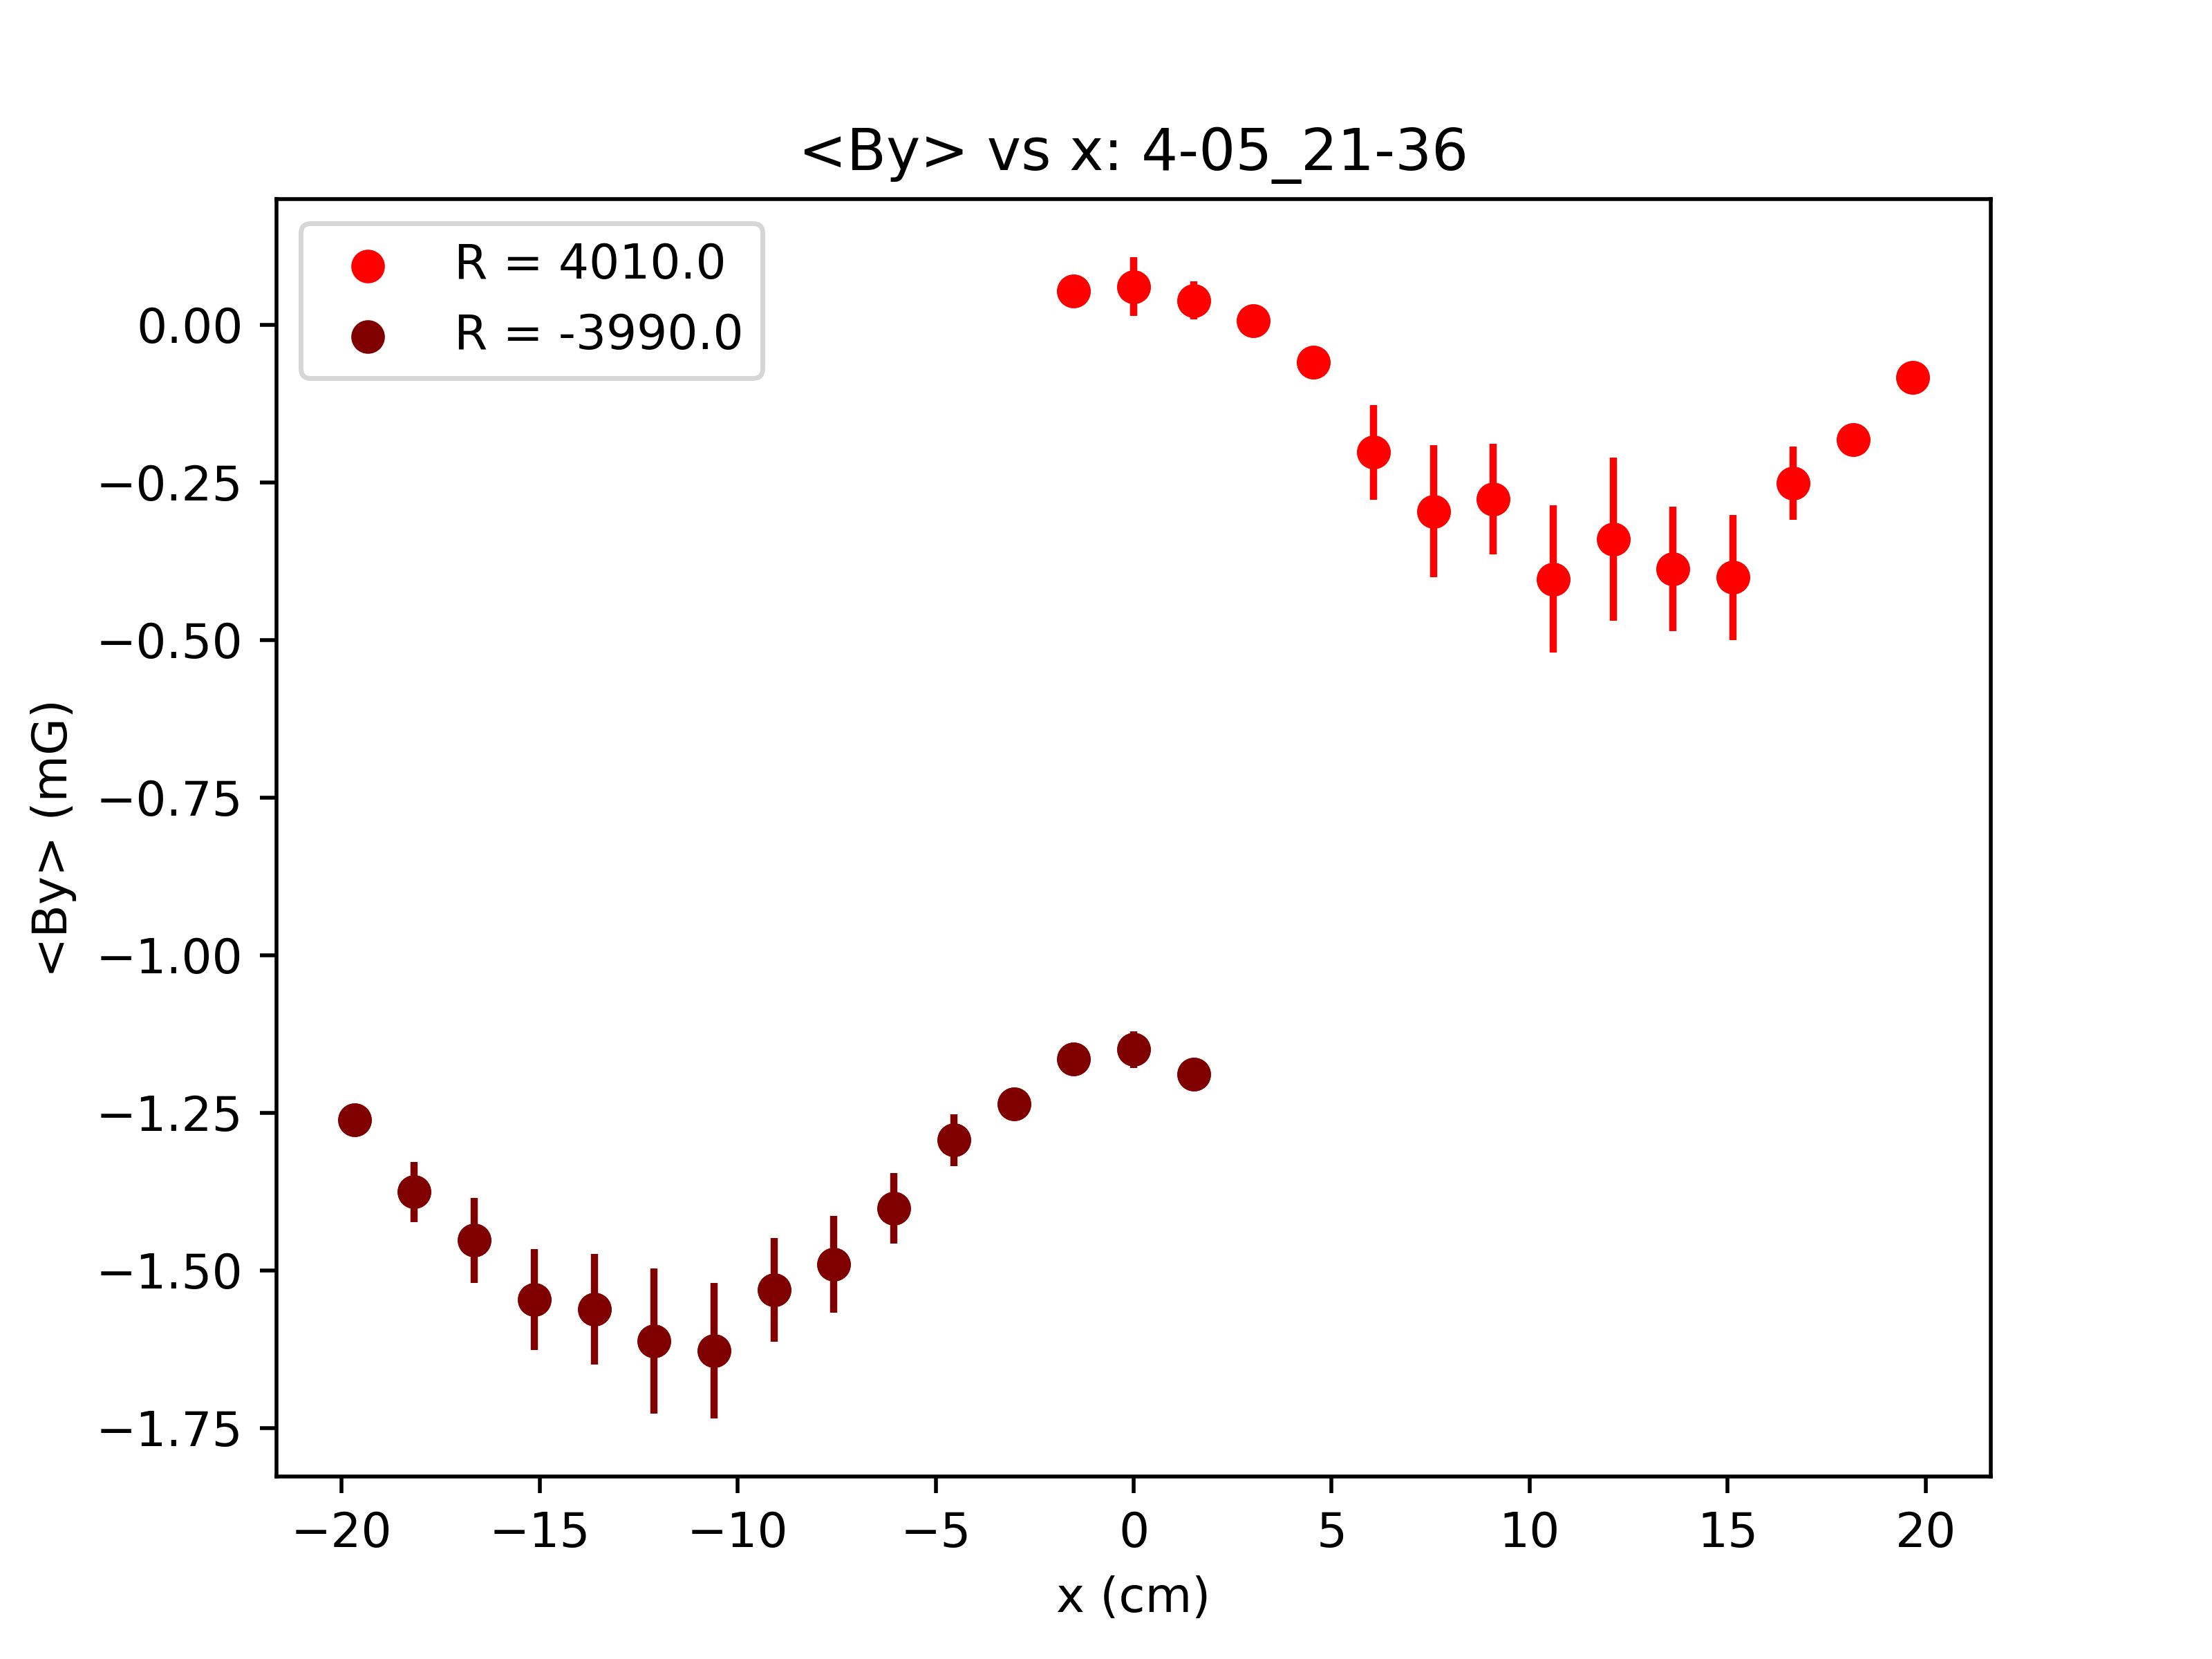 <By> vs x: 4-05_21-36
R = 4010.0
R = -3990.0
0.00
−0.25
−0.50
−0.75
−1.00
−1.25
−1.50
−1.75
<By> (mG)
−20 −15 −10 −5 0 5 10 15 20
x (cm)